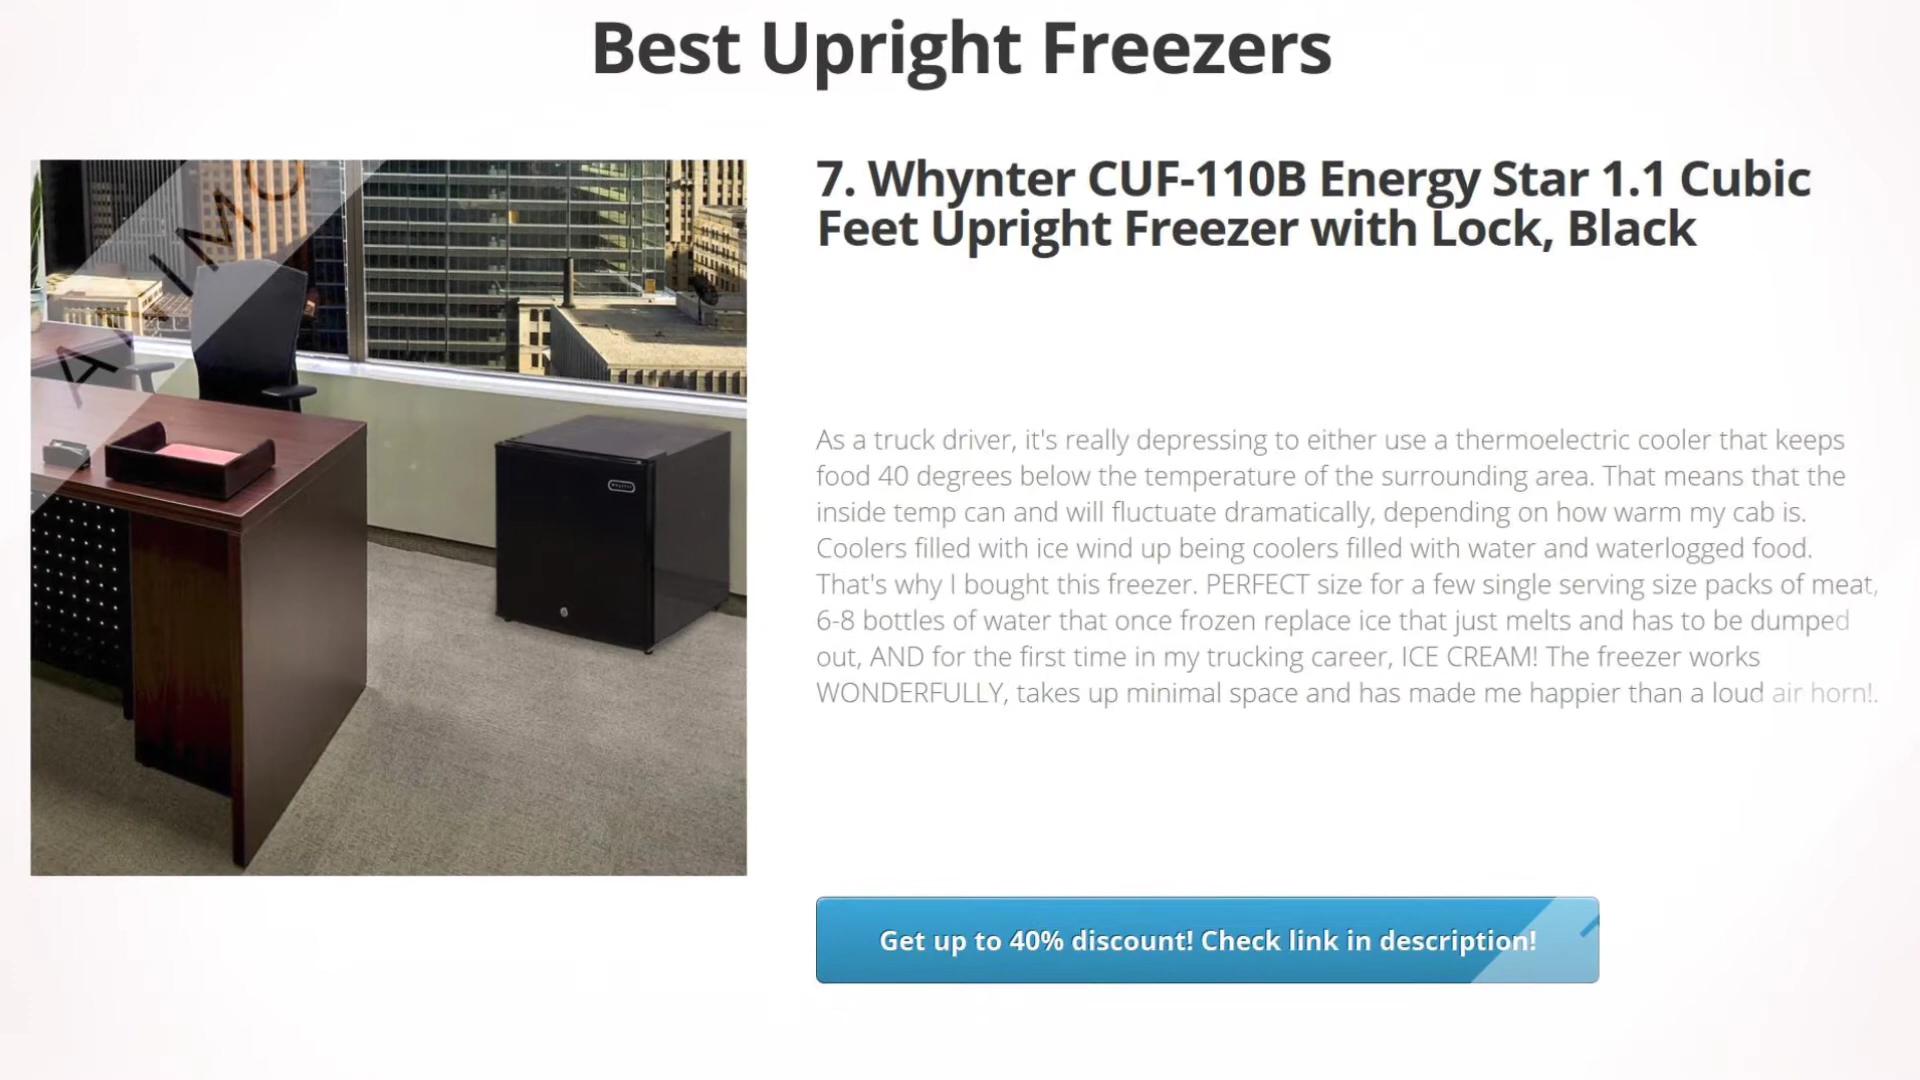 Best Upright Freezers
7. Whynter CUF-110B Energy Star 1.1 Cubic
Feet Upright Freezer with Lock, Black
As a truck driver, it's really depressing to either use a thermoelectric cooler that keeps
food 40 degrees below the temperature of the surrounding area. That means that the
inside temp can and will fluctuate dramatically, depending on how warm my cab is.
Coolers filled with ice wind up being coolers filled with water and waterlogged food.
That's why I bought this freezer. PERFECT size for a few single serving size packs of meat,
6-8 bottles of water that once frozen replace ice that just melts and has to be dumped
out, AND for the first time in my trucking career, ICE CREAM! The freezer works
WONDERFULLY, takes up minimal space and has made me happier than a loud air horn!.
Get up to 40% discount! Check link in description!